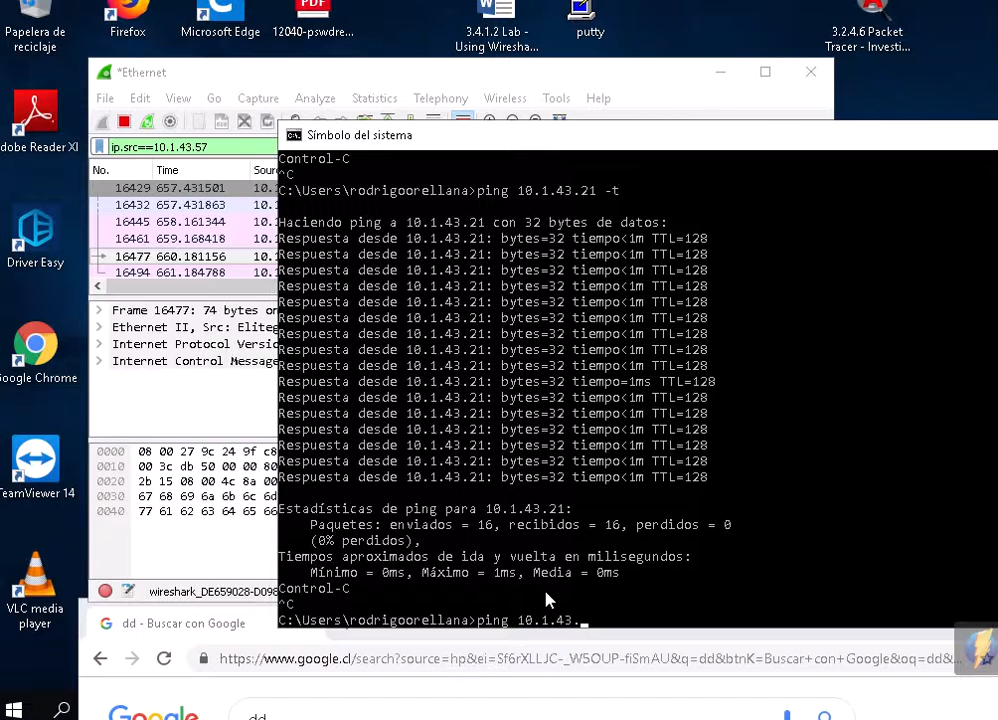 Papelera de
reciclaje
Firefox
Microsoft Edge
PDF
12040-pswdre...
3.4.1.2 Lab -
Using Wiresha...
putty
3.2.4.6 Packet
Tracer - Investi...
dobe Reader XI
Driver Easy
Google Chrome
TeamViewer 14
VLC media
player
*Ethernet
File Edit View Go Capture Analyze Statistics Telephony Wireless Tools Help
ip.src==10.1.43.57
No. Time Sourc
16429 657.431501 10.1
16432 657.431863 10.1
16445 658.161344 10.1
16461 659.168418 10.1
16477 660.181156 10.1
16494 661.184788 10.1
Frame 16477: 74 bytes on
Ethernet II, Src: Eliteg
Internet Protocol Versio
Internet Control Message
0000 08 00 27 9c 24 9f c8
0010 00 3c db 50 00 00 80
0020 2b 15 08 00 4c 8a 00
0030 67 68 69 6a 6b 6c 6d
0040 77 61 62 63 64 65 66
wireshark_DE659028-D098
Símbolo del sistema
Control-C
^C
C:\Users\rodrigoorellana>ping 10.1.43.21 -t
Haciendo ping a 10.1.43.21 con 32 bytes de datos:
Respuesta desde 10.1.43.21: bytes=32 tiempo<1m TTL=128
Respuesta desde 10.1.43.21: bytes=32 tiempo<1m TTL=128
Respuesta desde 10.1.43.21: bytes=32 tiempo<1m TTL=128
Respuesta desde 10.1.43.21: bytes=32 tiempo<1m TTL=128
Respuesta desde 10.1.43.21: bytes=32 tiempo<1m TTL=128
Respuesta desde 10.1.43.21: bytes=32 tiempo<1m TTL=128
Respuesta desde 10.1.43.21: bytes=32 tiempo<1m TTL=128
Respuesta desde 10.1.43.21: bytes=32 tiempo<1m TTL=128
Respuesta desde 10.1.43.21: bytes=32 tiempo<1m TTL=128
Respuesta desde 10.1.43.21: bytes=32 tiempo=1ms TTL=128
Respuesta desde 10.1.43.21: bytes=32 tiempo<1m TTL=128
Respuesta desde 10.1.43.21: bytes=32 tiempo<1m TTL=128
Respuesta desde 10.1.43.21: bytes=32 tiempo<1m TTL=128
Respuesta desde 10.1.43.21: bytes=32 tiempo<1m TTL=128
Respuesta desde 10.1.43.21: bytes=32 tiempo<1m TTL=128
Respuesta desde 10.1.43.21: bytes=32 tiempo<1m TTL=128
Estadísticas de ping para 10.1.43.21:
Paquetes: enviados = 16, recibidos = 16, perdidos = 0
(0% perdidos),
Tiempos aproximados de ida y vuelta en milisegundos:
Mínimo = 0ms, Máximo = 1ms, Media = 0ms
Control-C
^C
C:\Users\rodrigoorellana>ping 10.1.43._
dd - Buscar con Google
https://www.google.cl/search?source=hp&ei=Sf6rXLLJC-_W5OUP-fiSmAU&q=dd&btnK=Buscar+con+Google&oq=dd&
Google
dd